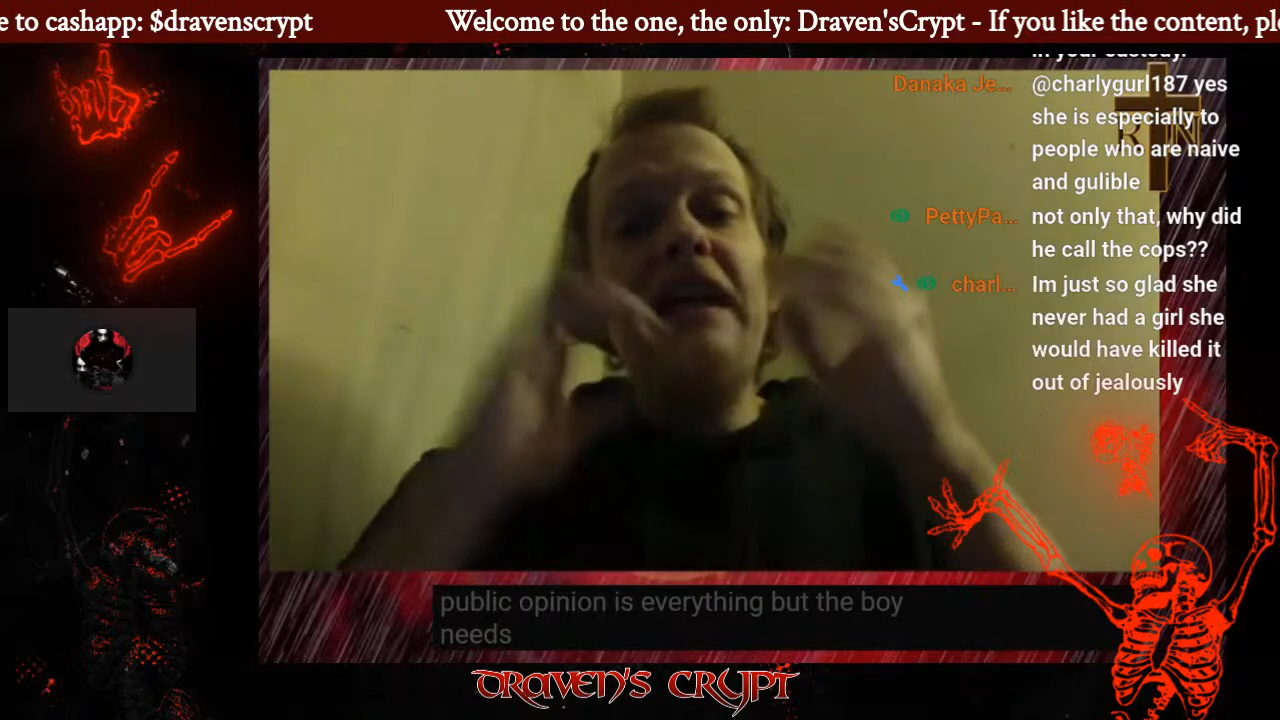 e to cashapp: $dravenscrypt
Welcome to the one, the only: Draven'sCrypt - If you like the content, ple
in your custody.
Danaka Je... @charlygurl187 yes
she is especially to
people who are naive
and gulible
PettyPa... not only that, why did
he call the cops??
charl... Im just so glad she
never had a girl she
would have killed it
out of jealously
R N
public opinion is everything but the boy
needs
DRAVEN'S CRYPT